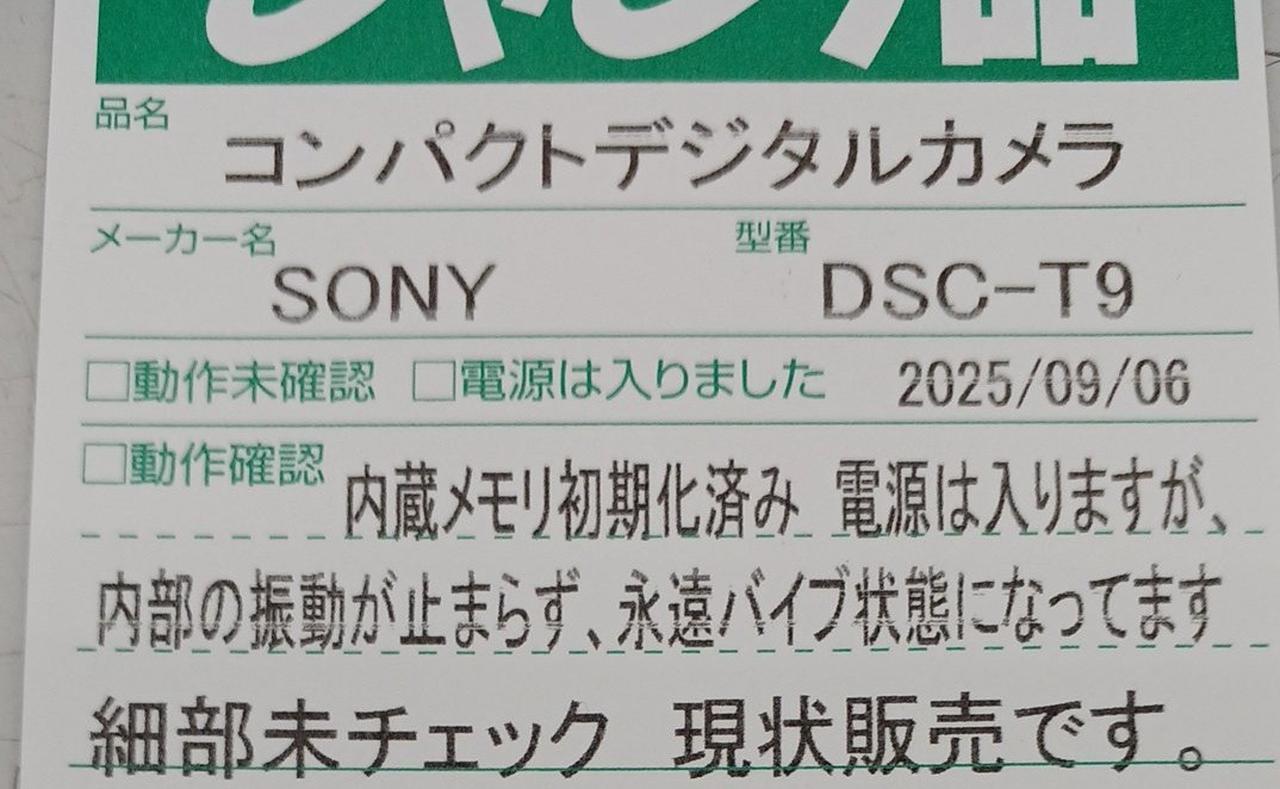 品名
コンパクトデジタルカメラ
メーカー名 型番
SONY DSC-T9
□動作未確認 □電源は入りました 2025/09/06
□動作確認 内蔵メモリ初期化済み 電源は入りますが、
内部の振動が止まらず、永遠バイブ状態になってます
細部未チェック 現状販売です。